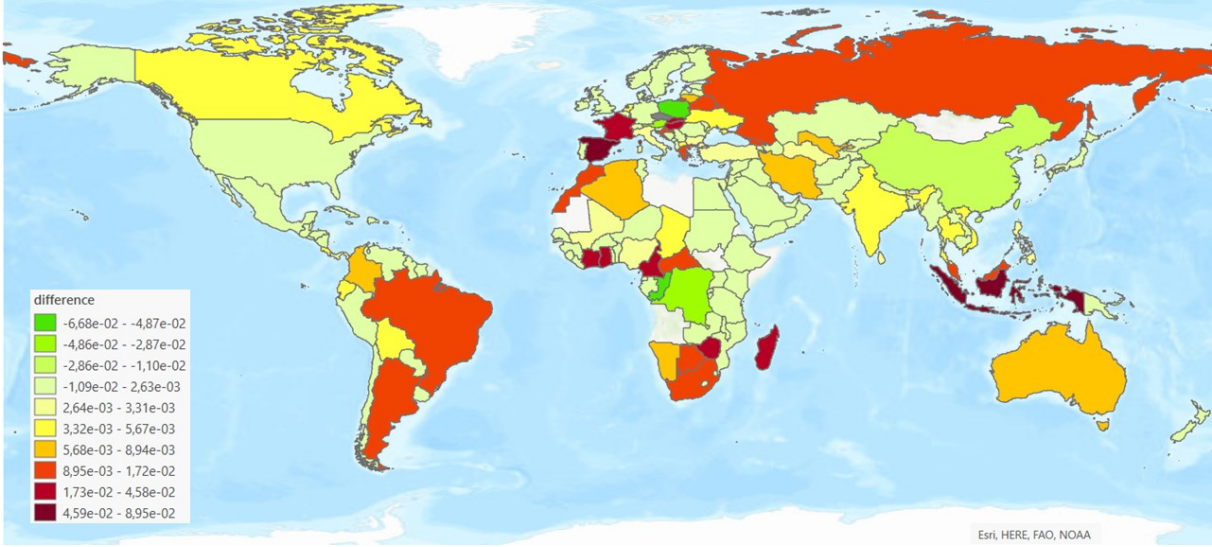 difference
-6,68e-02 - -4,87e-02
-4,86e-02 - -2,87e-02
-2,86e-02 - -1,10e-02
-1,09e-02 - 2,63e-03
2,64e-03 - 3,31e-03
3,32e-03 - 5,67e-03
5,68e-03 - 8,94e-03
8,95e-03 - 1,72e-02
1,73e-02 - 4,58e-02
4,59e-02 - 8,95e-02
Esri, HERE, FAO, NOAA